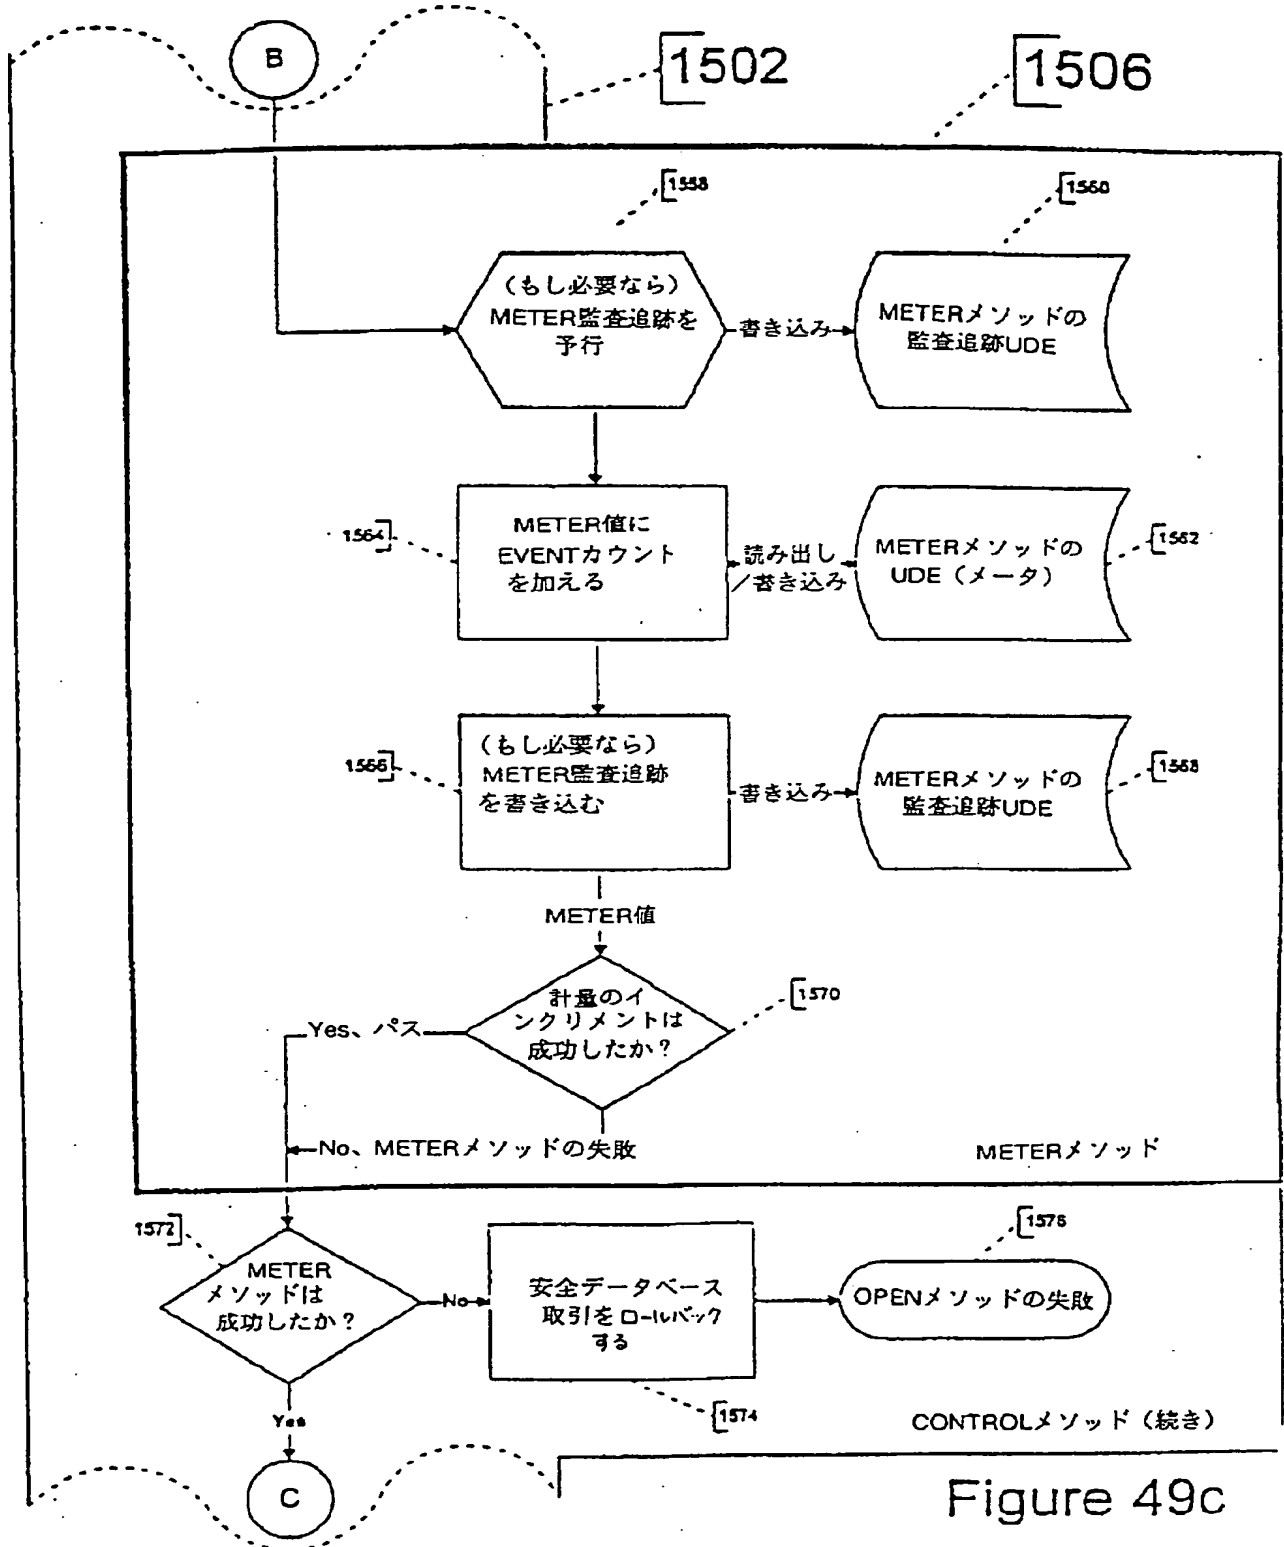 B
1502
1506
1558
1560
(もし必要なら)
METER監査追跡を
予行
書き込み
METERメソッドの
監査追跡UDE
1564
METER値に
EVENTカウント
を加える
読み出し
/書き込み
METERメソッドの
UDE(メータ)
1562
1566
(もし必要なら)
METER監査追跡
を書き込む
書き込み
METERメソッドの
監査追跡UDE
1568
METER値
計量のイ
ンクリメントは
成功したか?
1570
Yes、パス
No、METERメソッドの失敗
METERメソッド
1572
METER
メソッドは
成功したか?
No
安全データベース
取引をロールバック
する
1576
OPENメソッドの失敗
1574
Yes
CONTROLメソッド(続き)
C
Figure 49c